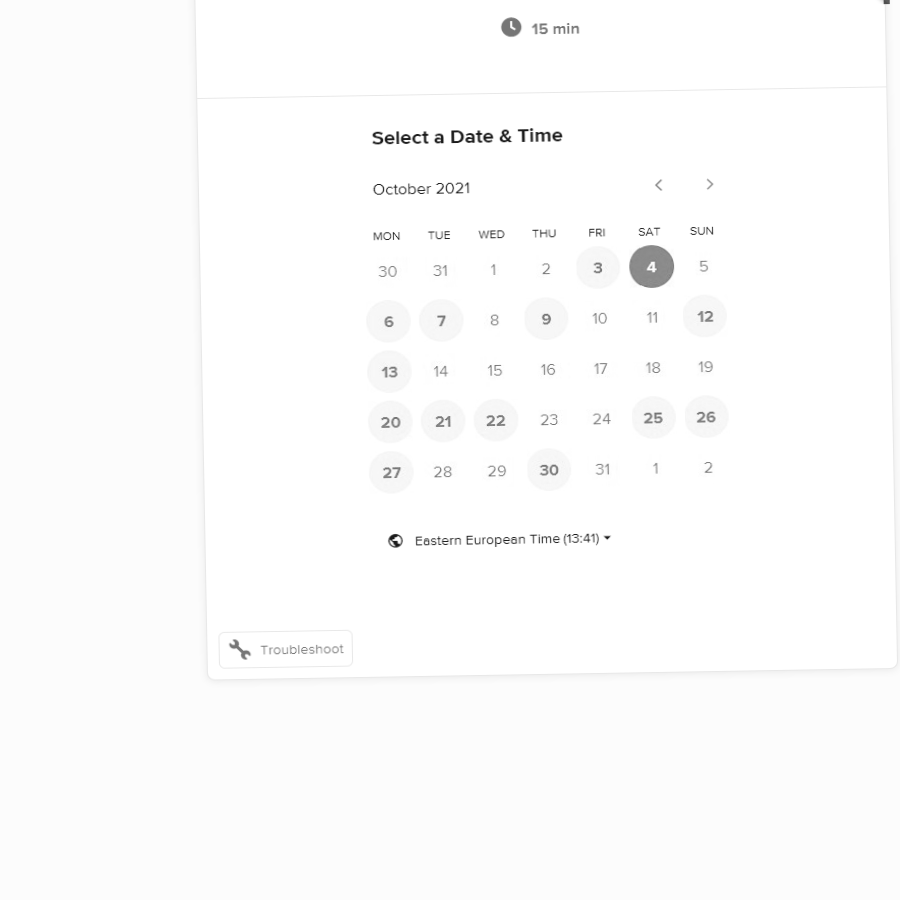 15 min
Select a Date & Time
October 2021
MON TUE WED THU FRI SAT SUN
30 31 1 2 3 4 5
6 7 8 9 10 11 12
13 14 15 16 17 18 19
20 21 22 23 24 25 26
27 28 29 30 31 1 2
Eastern European Time (13:41)
Troubleshoot